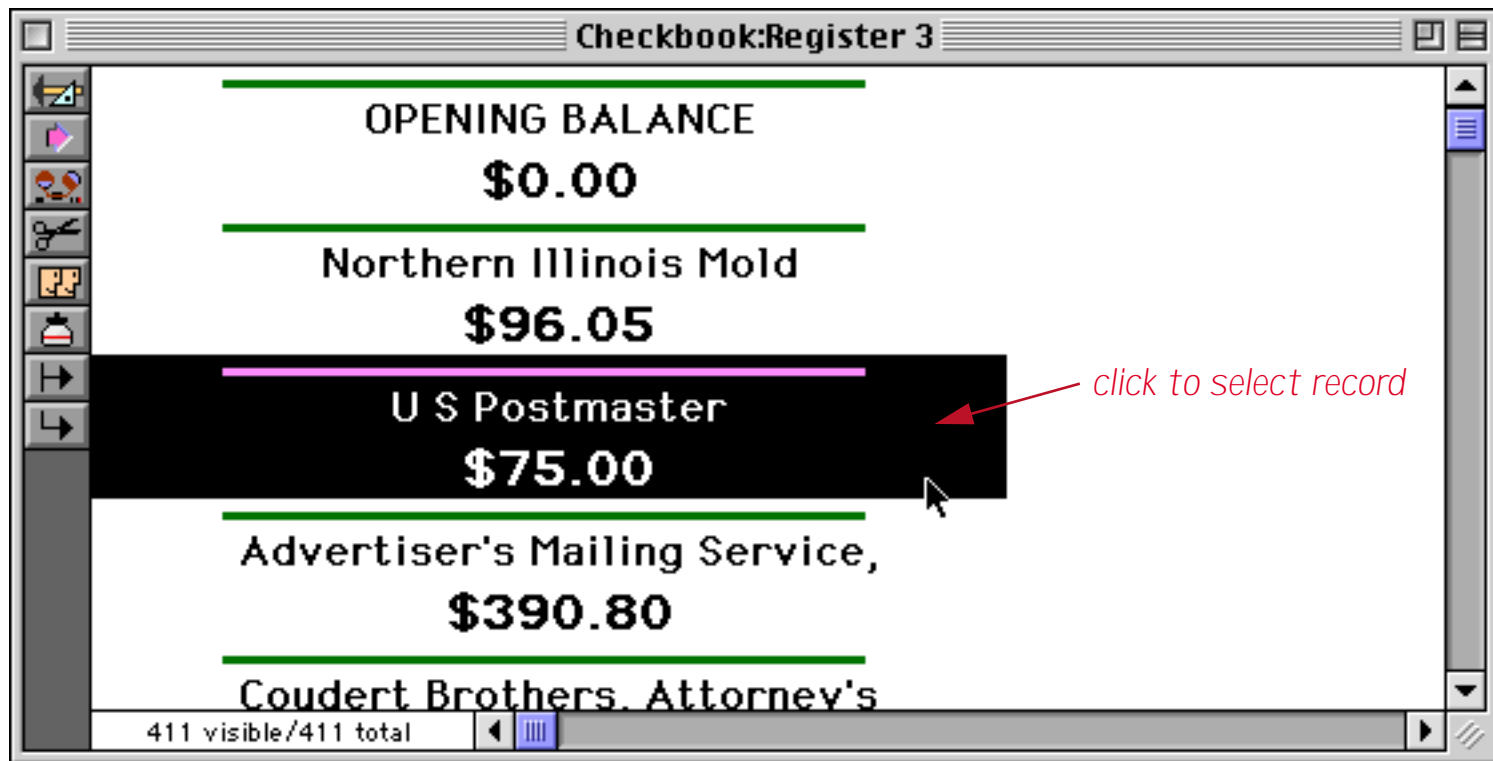 Checkbook:Register 3
OPENING BALANCE
$0.00
Northern Illinois Mold
$96.05
U S Postmaster
$75.00
click to select record
Advertiser's Mailing Service,
$390.80
Coudert Brothers, Attorney's
411 visible/411 total